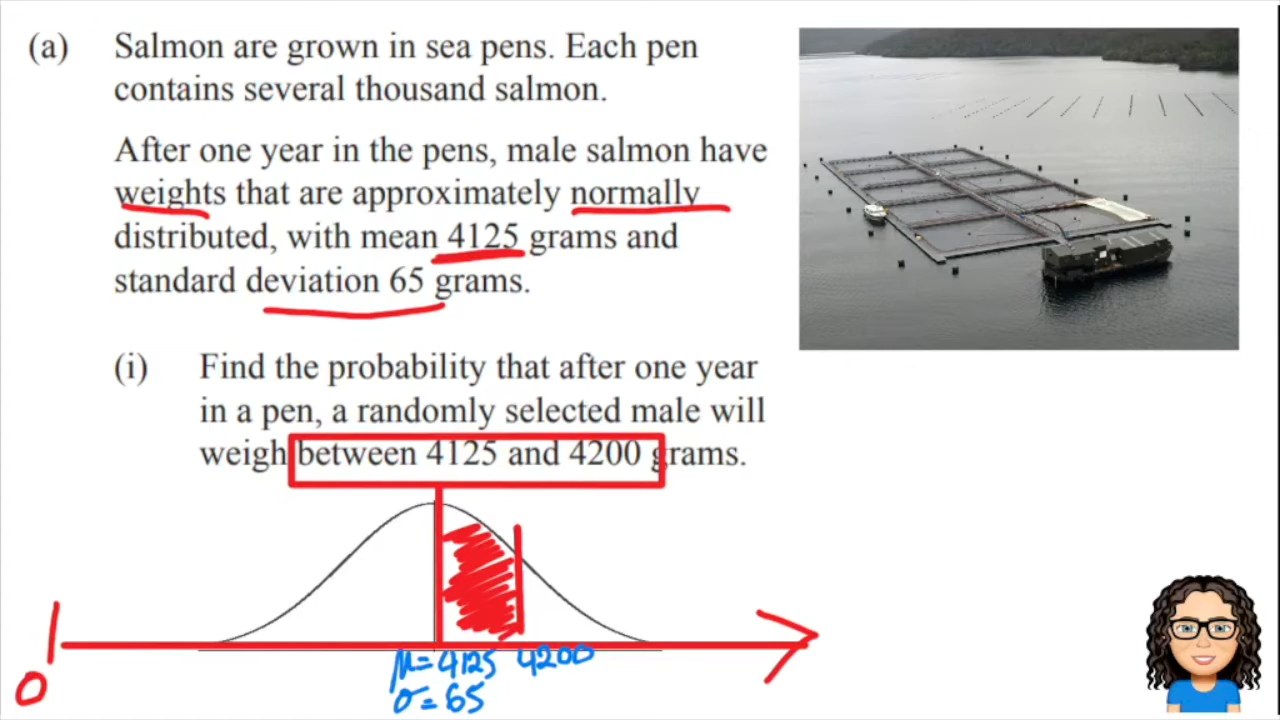 (a) Salmon are grown in sea pens. Each pen
contains several thousand salmon.
After one year in the pens, male salmon have
weights that are approximately normally
distributed, with mean 4125 grams and
standard deviation 65 grams.
(i) Find the probability that after one year
in a pen, a randomly selected male will
weigh between 4125 and 4200 grams.
0
μ=4125 4200
σ=65